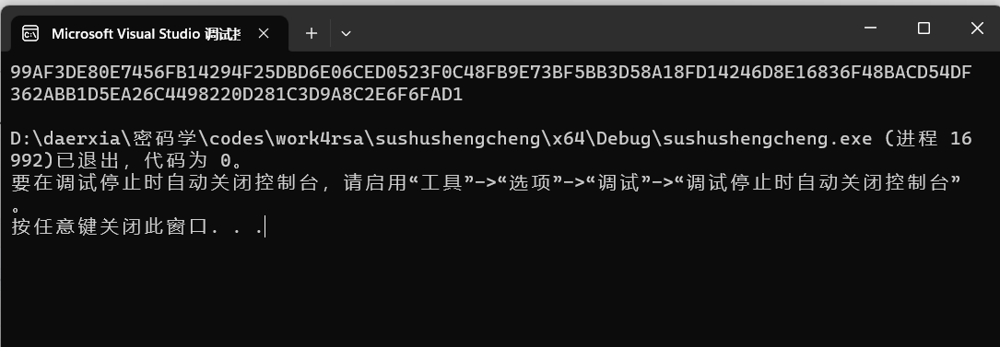 Microsoft Visual Studio 调试控
99AF3DE80E7456FB14294F25DBD6E06CED0523F0C48FB9E73BF5BB3D58A18FD14246D8E16836F48BACD54DF
362ABB1D5EA26C4498220D281C3D9A8C2E6F6FAD1
D:\daerxia\密码学\codes\work4rsa\sushushengcheng\x64\Debug\sushushengcheng.exe (进程 16
992)已退出，代码为 0。
要在调试停止时自动关闭控制台，请启用“工具”->“选项”->“调试”->“调试停止时自动关闭控制台”
。
按任意键关闭此窗口. . .